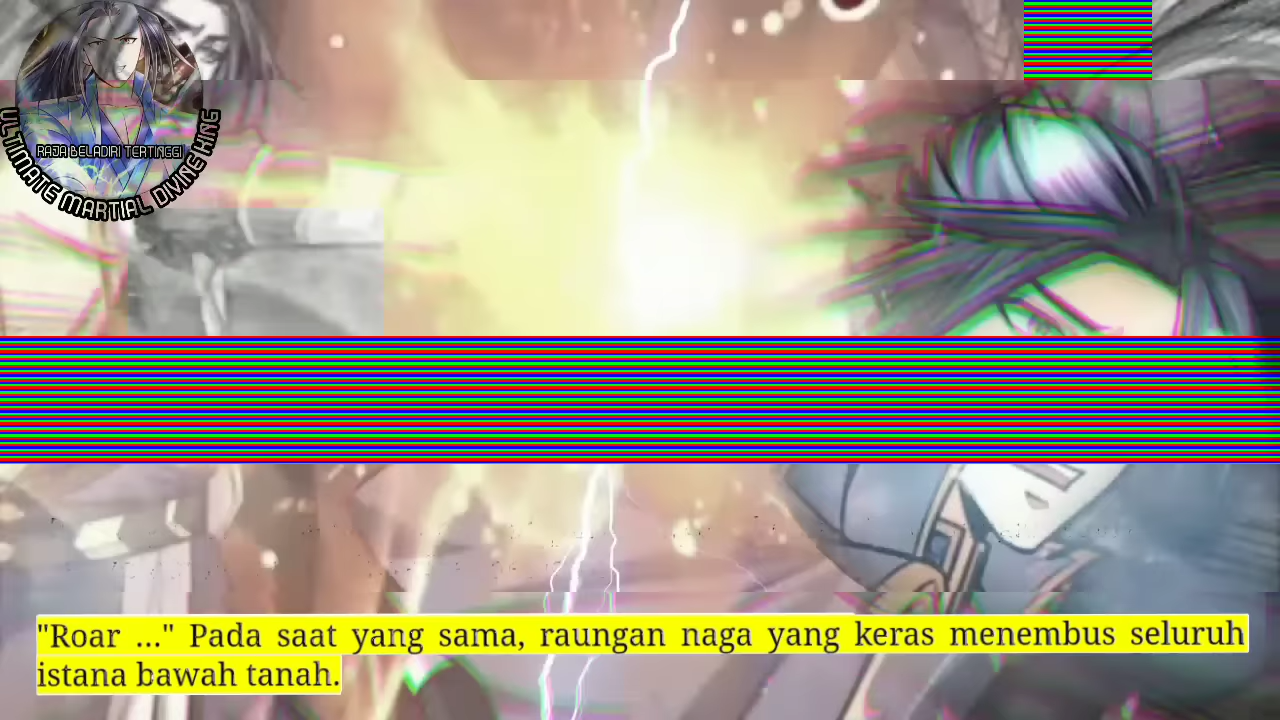 RAJA BELADIRI TERTINGGI
ULTIMATE MARTIAL DIVINE KING
"Roar ..." Pada saat yang sama, raungan naga yang keras menembus seluruh
istana bawah tanah.